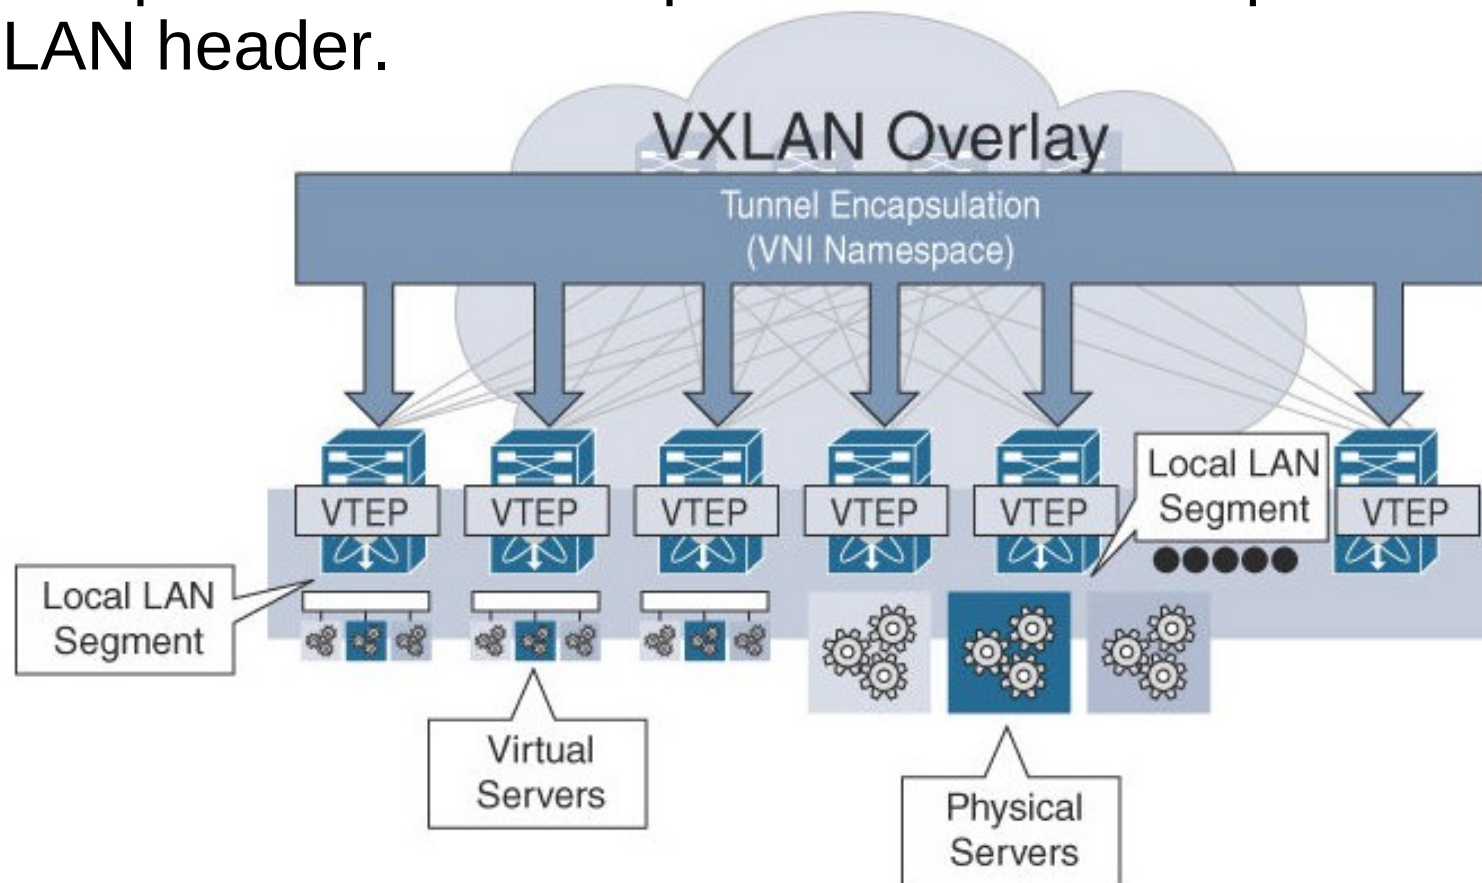 LAN header.
VXLAN Overlay
Tunnel Encapsulation
(VNI Namespace)
VTEP
VTEP
VTEP
VTEP
VTEP
Local LAN
Segment
VTEP
Local LAN
Segment
Virtual
Servers
Physical
Servers